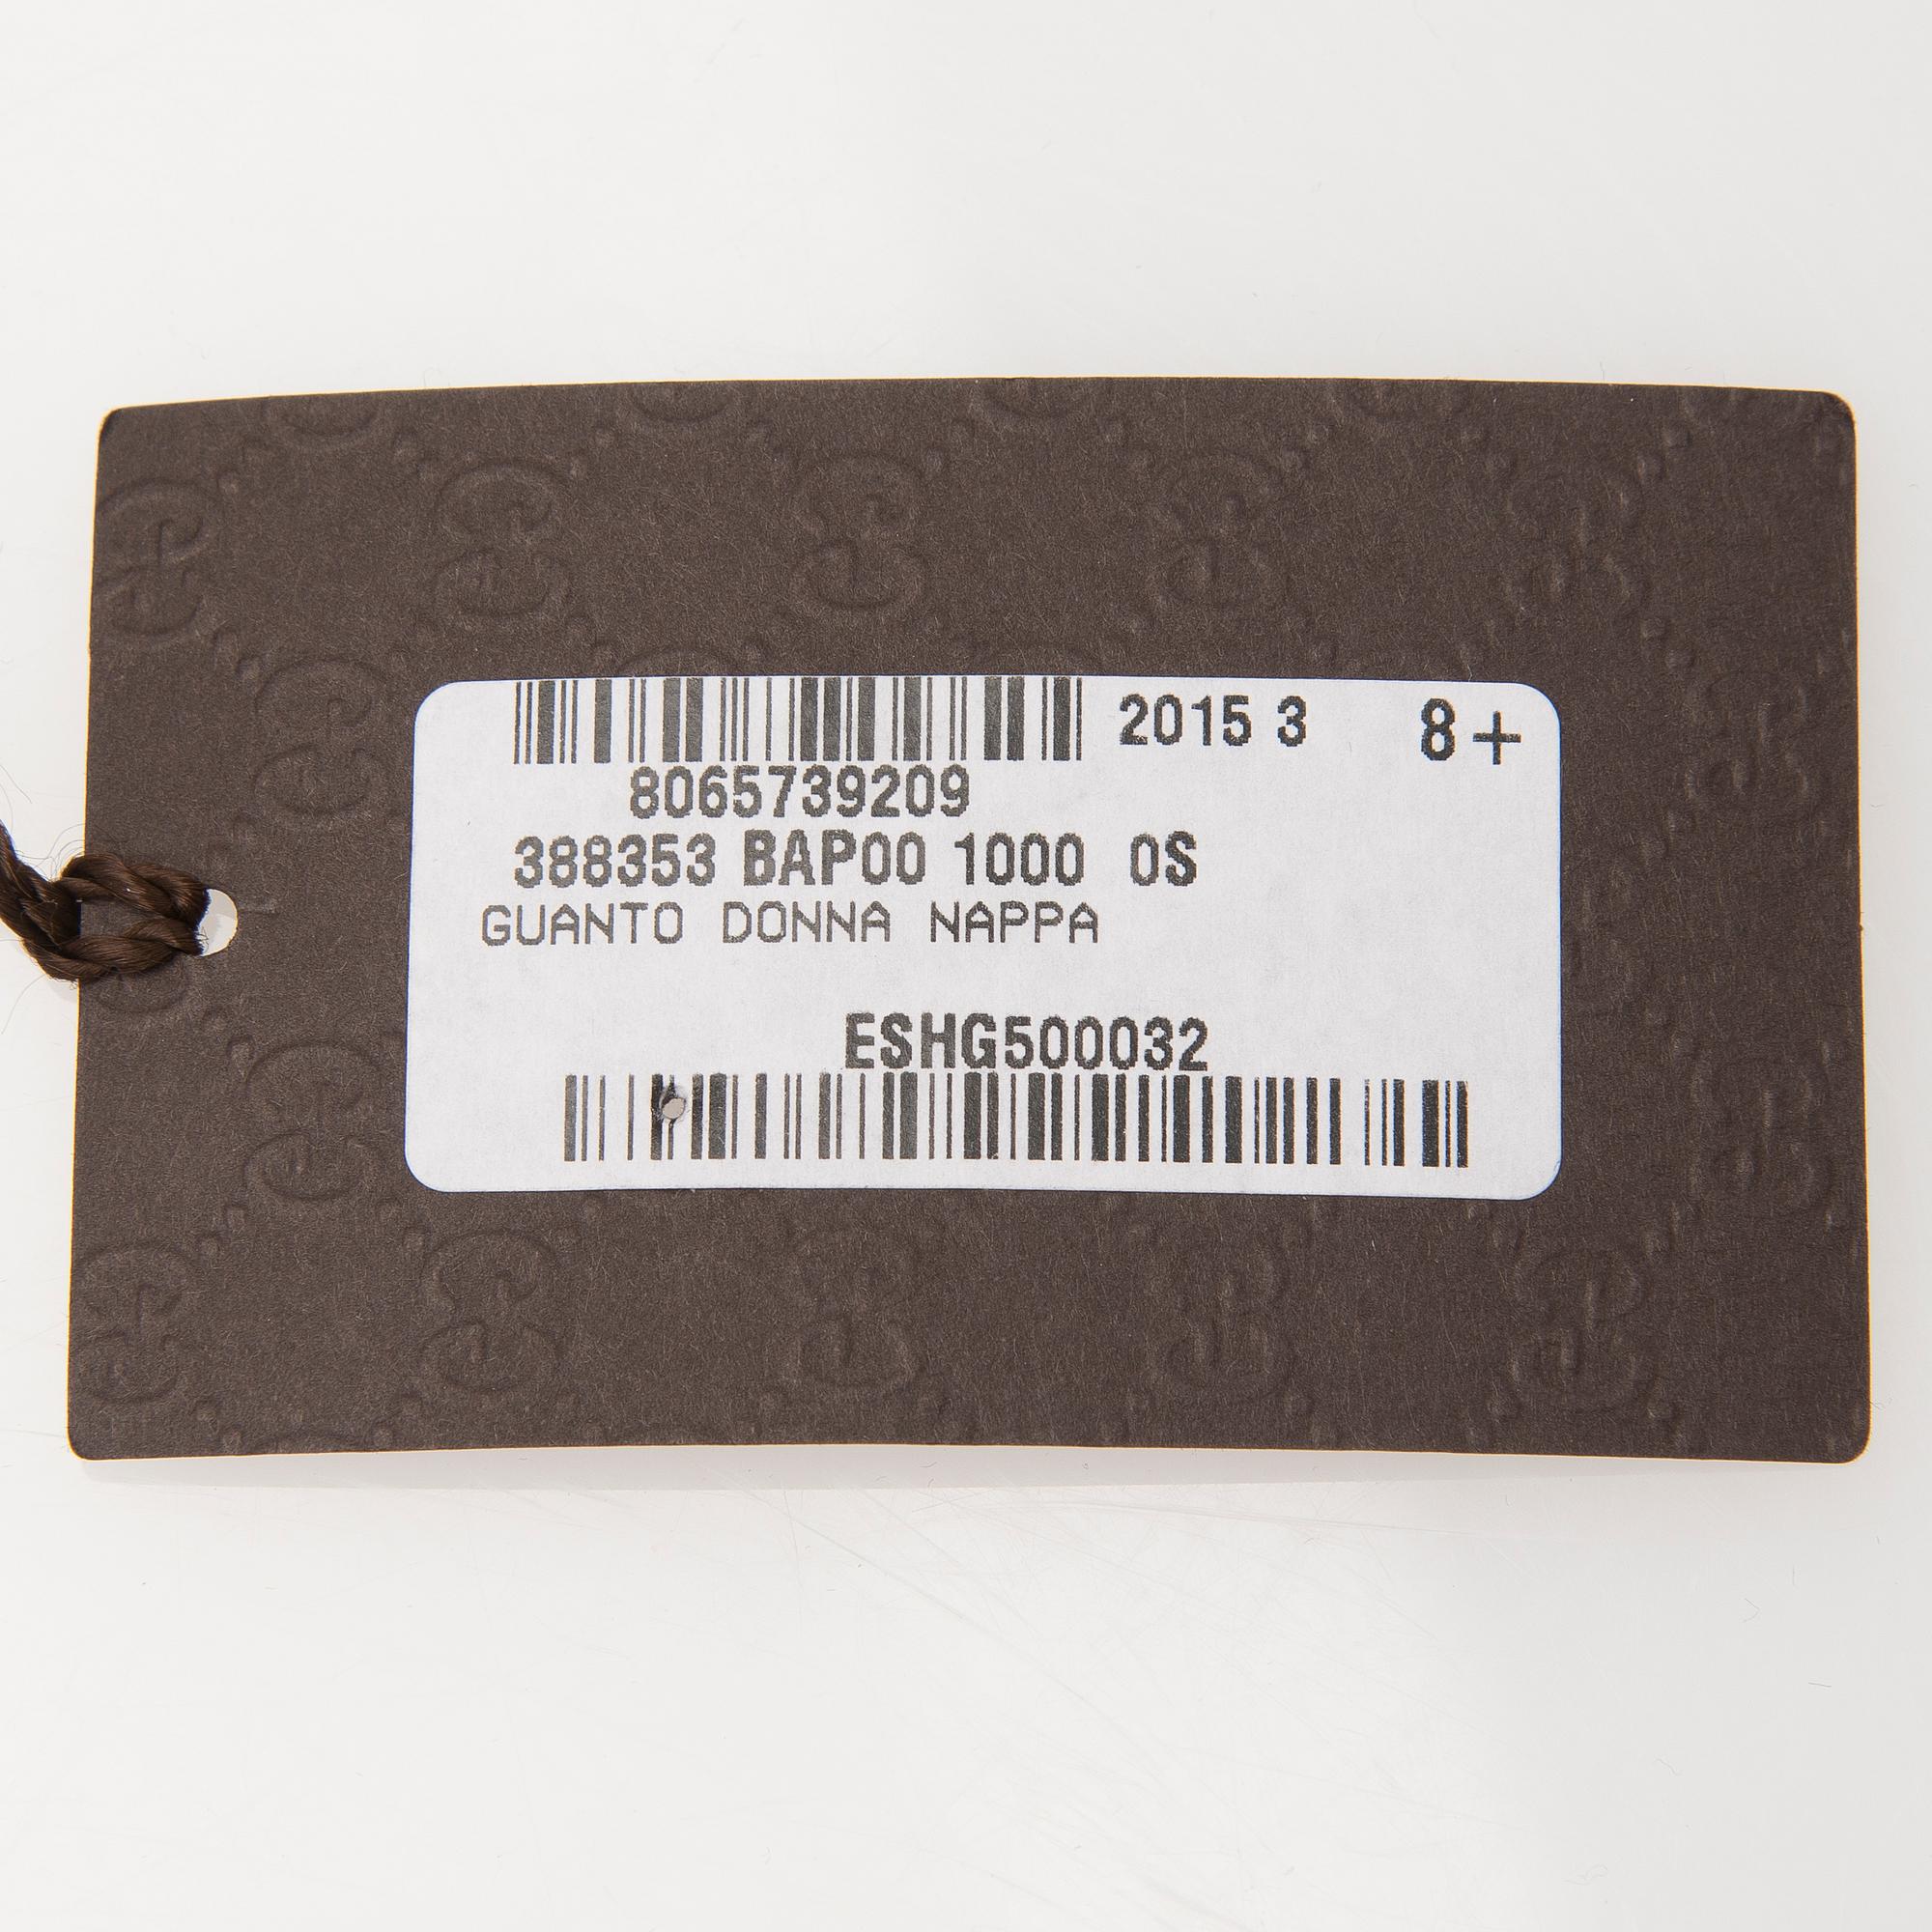 2015 3 8+
8065739209
388353 BAP00 1000 0S
GUANTO DONNA NAPPA
ESHG500032